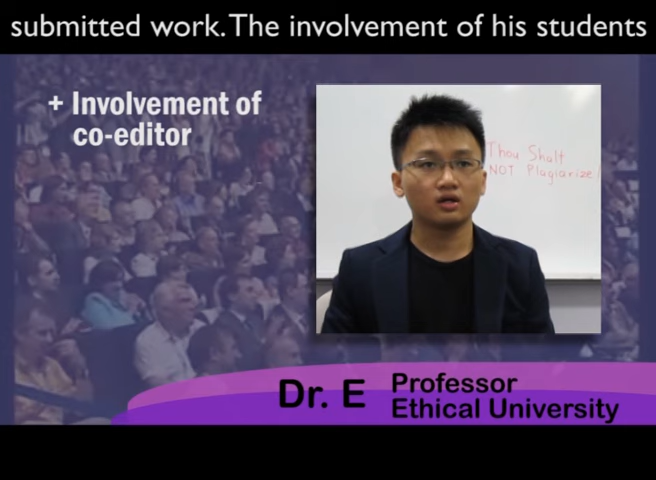 submitted work. The involvement of his students
+ Involvement of
co-editor
Thou Shalt
NOT Plagiarize!
Dr. E
Professor
Ethical University